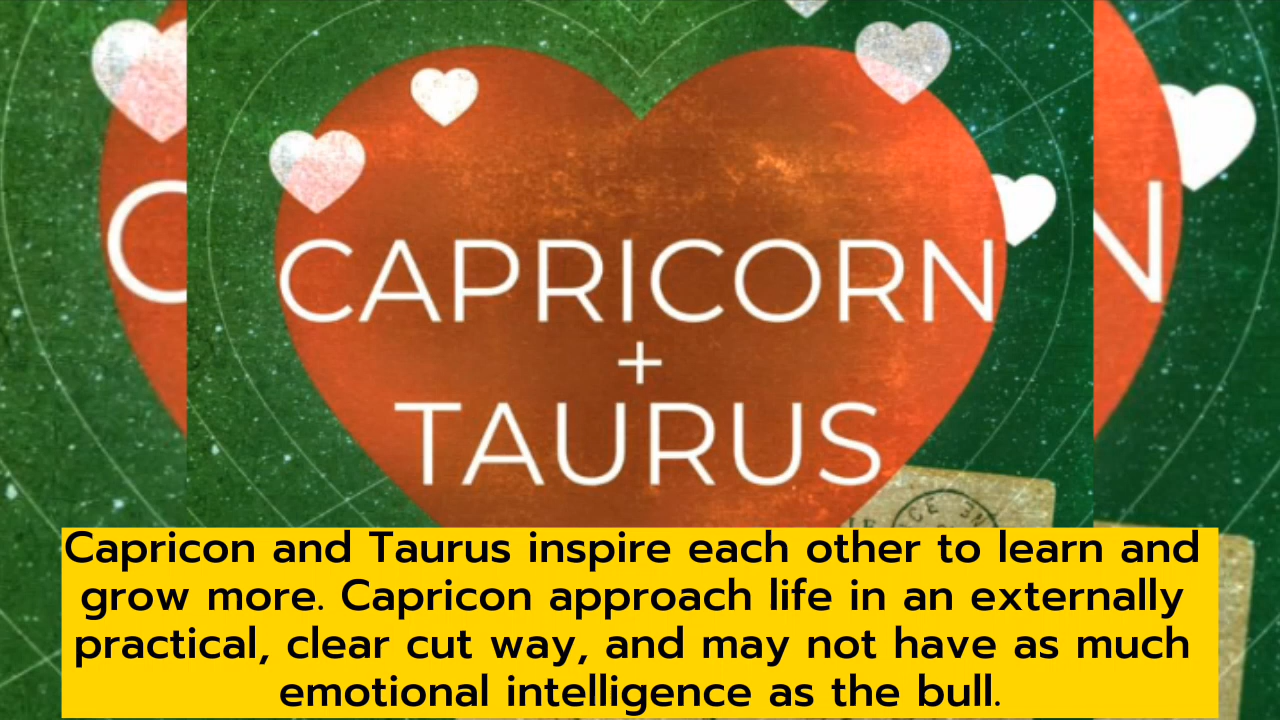 C
N
CAPRICORN
+
TAURUS
Capricon and Taurus inspire each other to learn and
grow more. Capricon approach life in an externally
practical, clear cut way, and may not have as much
emotional intelligence as the bull.